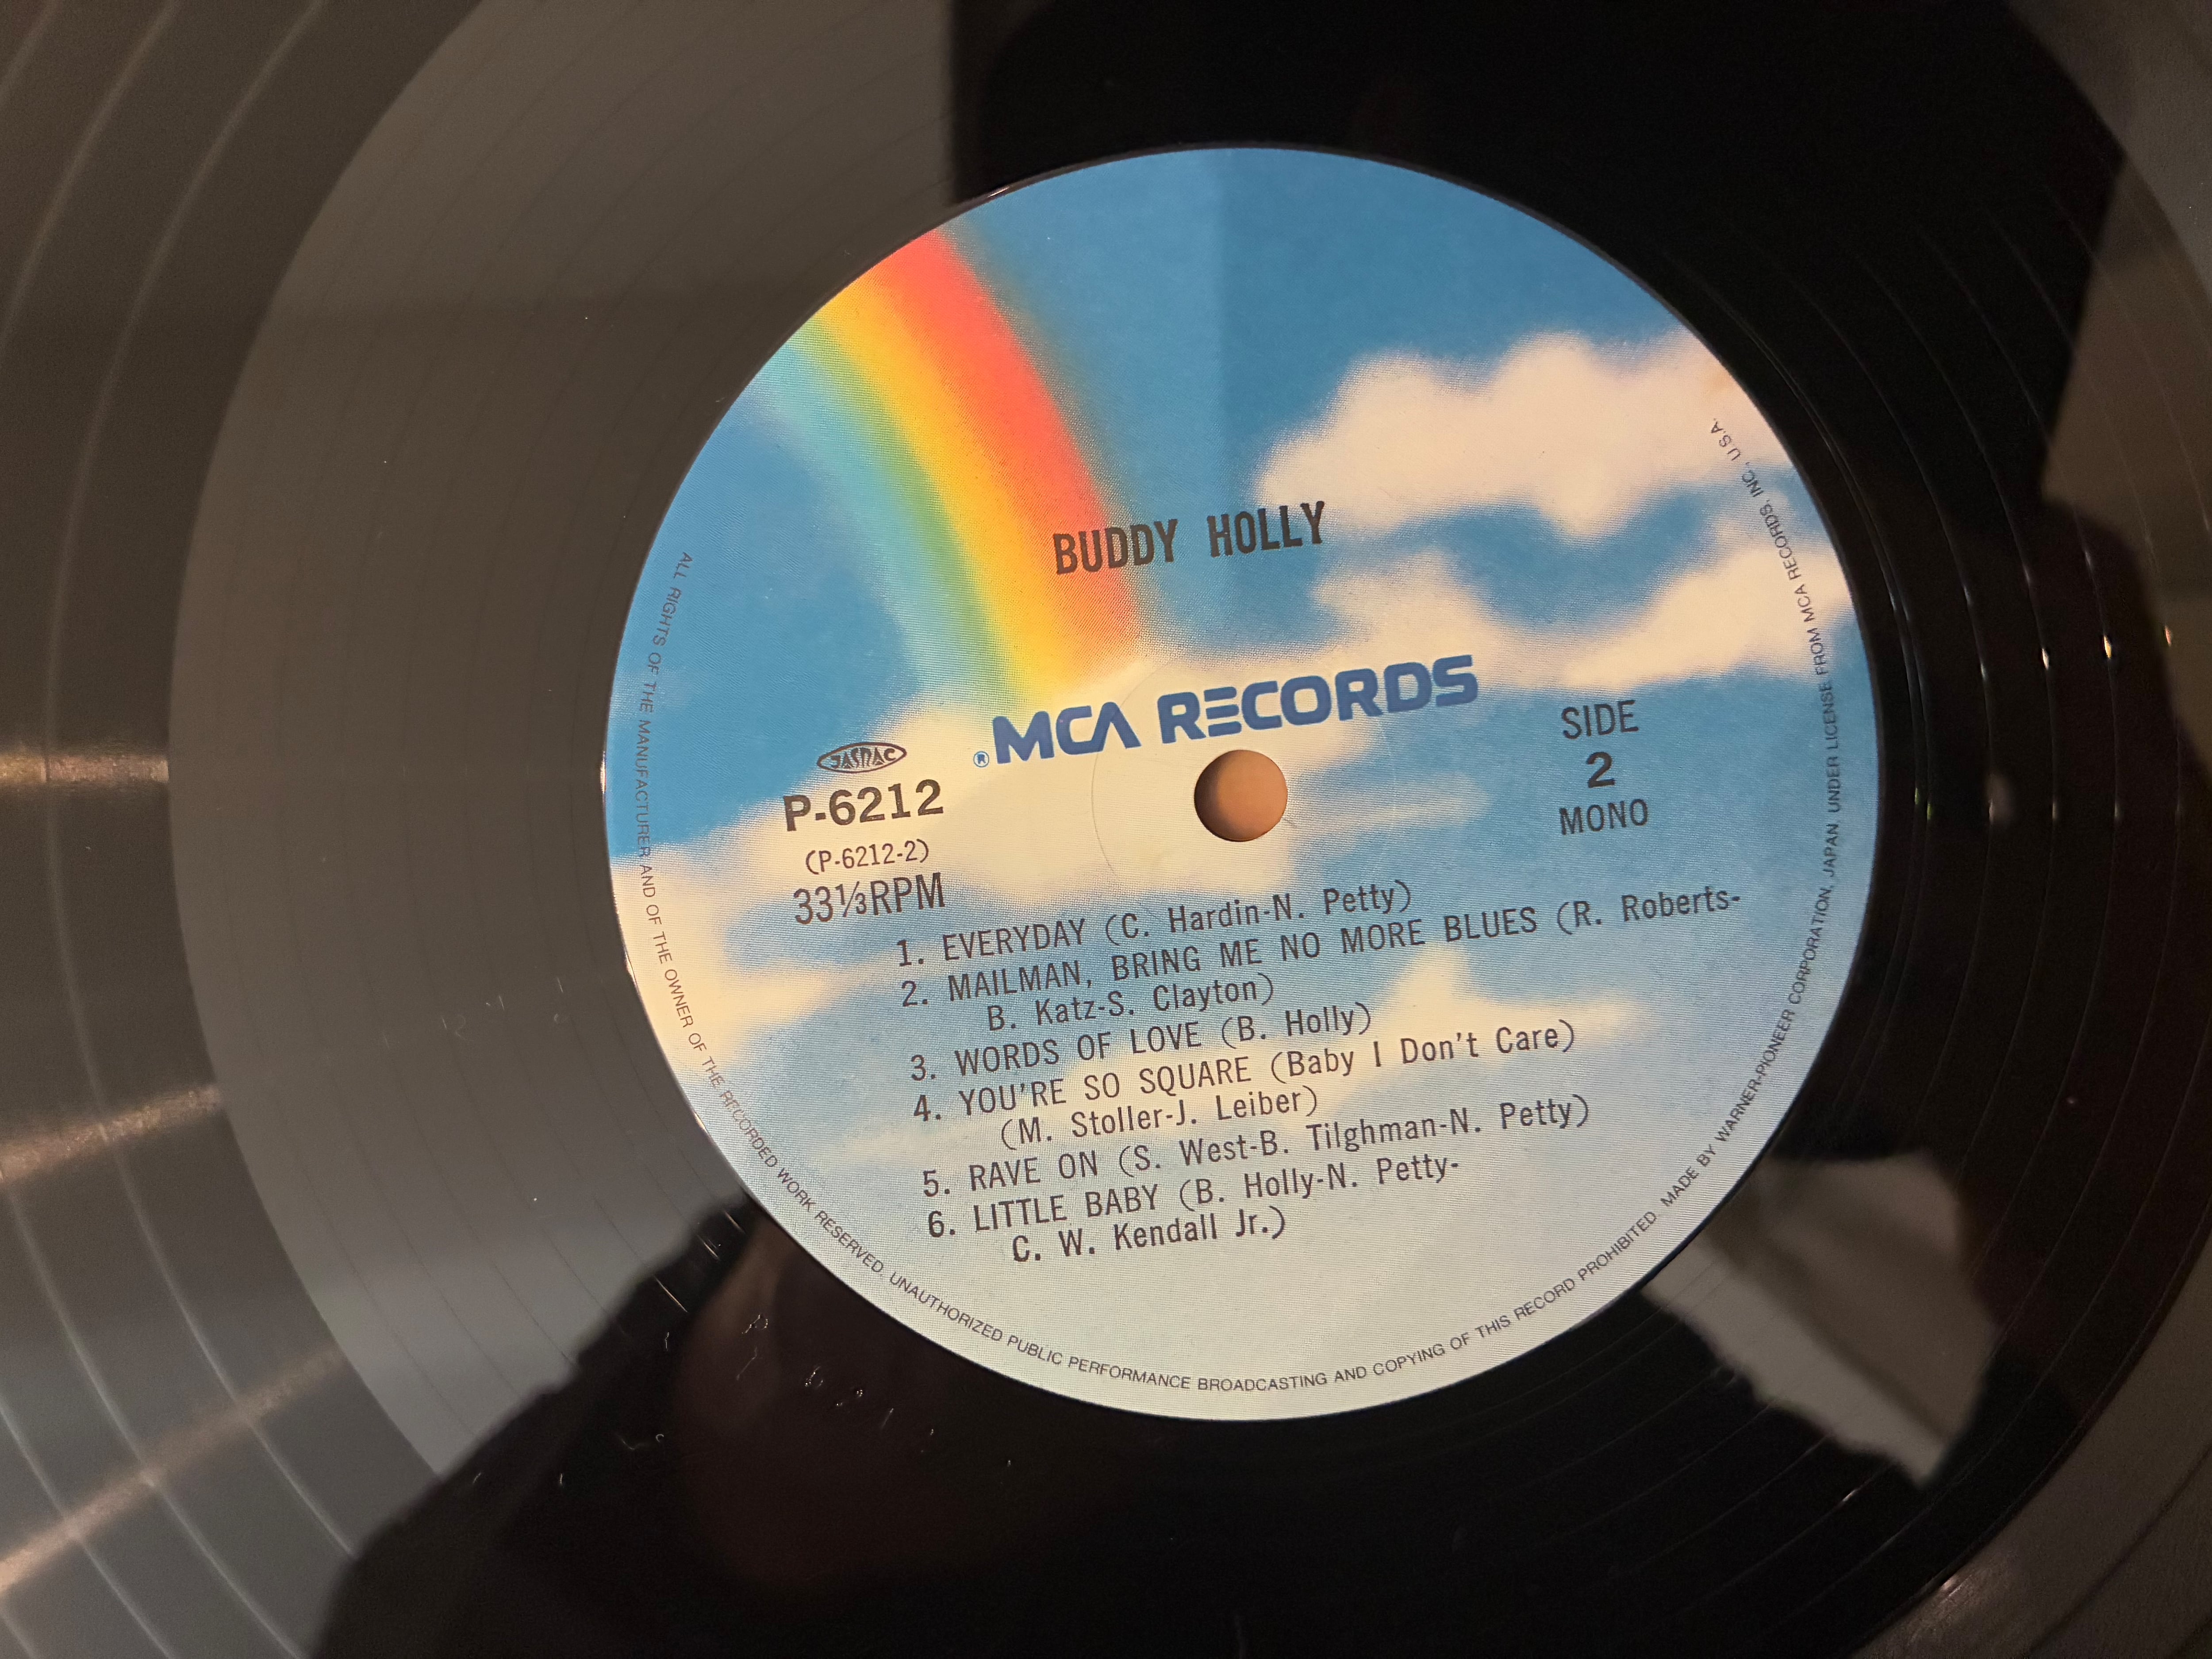 BUDDY HOLLY
® MCA RECORDS
JASRAC
P-6212
(P-6212-2)
33⅓RPM
SIDE
2
MONO
1. EVERYDAY (C. Hardin-N. Petty)
2. MAILMAN, BRING ME NO MORE BLUES (R. Roberts-
B. Katz-S. Clayton)
3. WORDS OF LOVE (B. Holly)
4. YOU'RE SO SQUARE (Baby I Don't Care)
(M. Stoller-J. Leiber)
5. RAVE ON (S. West-B. Tilghman-N. Petty)
6. LITTLE BABY (B. Holly-N. Petty-
C. W. Kendall Jr.)
ALL RIGHTS OF THE MANUFACTURER AND OF THE OWNER OF THE RECORDED WORK RESERVED. UNAUTHORIZED PUBLIC PERFORMANCE BROADCASTING AND COPYING OF THIS RECORD PROHIBITED. MADE BY WARNER-PIONEER CORPORATION, JAPAN, UNDER LICENSE FROM MCA RECORDS, INC., U.S.A.